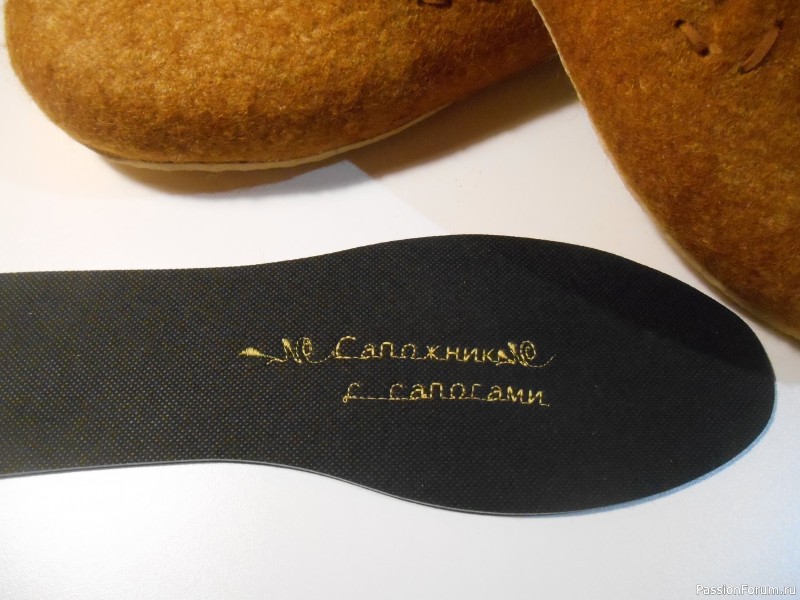 Сапожник
с сапогами
PassionForum.ru